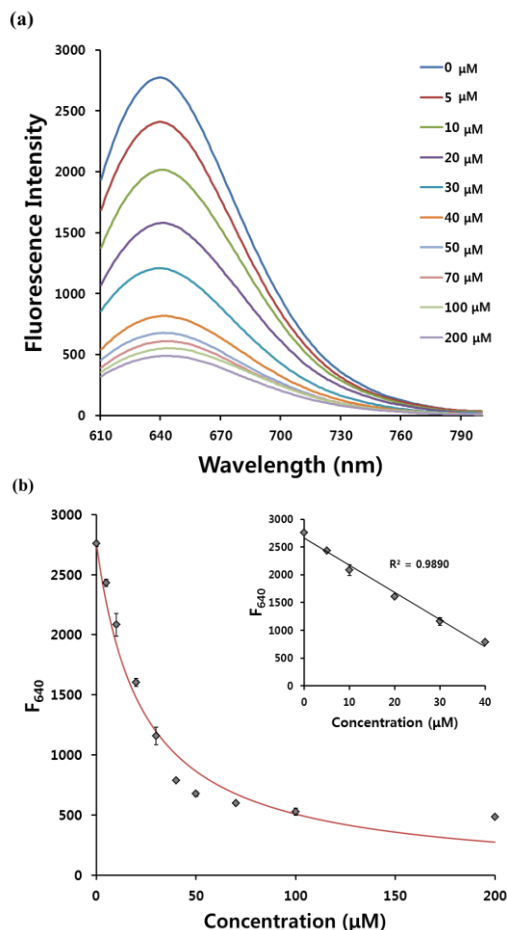 (a)
3000
2500
2000
1500
1000
500
0
Fluorescence Intensity
610 640 670 700 730 760 790
Wavelength (nm)
0 μM
5 μM
10 μM
20 μM
30 μM
40 μM
50 μM
70 μM
100 μM
200 μM
(b)
3000
2500
2000
1500
1000
500
0
F640
0 50 100 150 200
Concentration (μM)
3000
2500
2000
1500
1000
500
0
F640
R² = 0.9890
0 10 20 30 40
Concentration (μM)